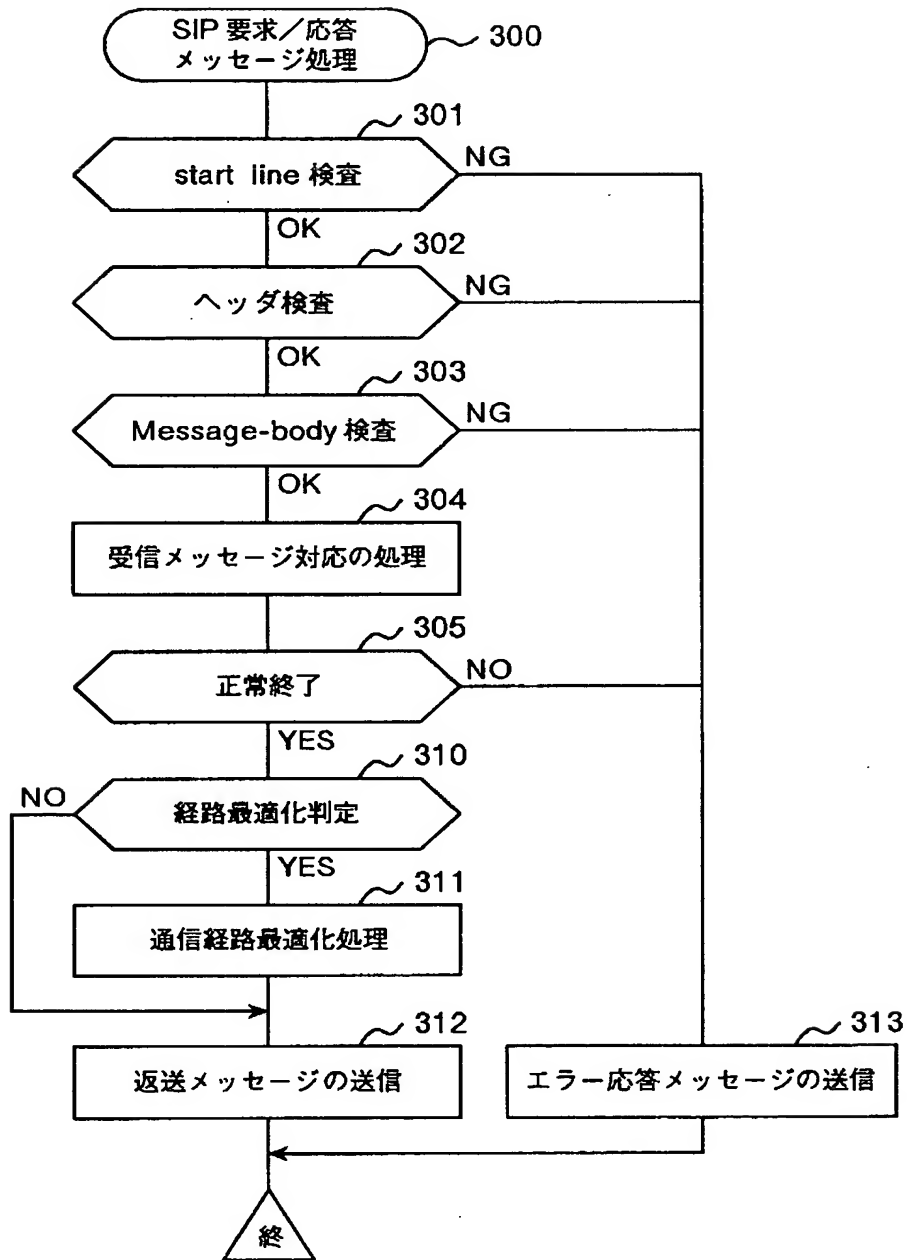 SIP 要求／応答
メッセージ処理
300
301
start line 検査
NG
OK
302
ヘッダ検査
NG
OK
303
Message-body 検査
NG
OK
304
受信メッセージ対応の処理
305
正常終了
NO
YES
310
NO
経路最適化判定
YES
311
通信経路最適化処理
312
返送メッセージの送信
313
エラー応答メッセージの送信
終